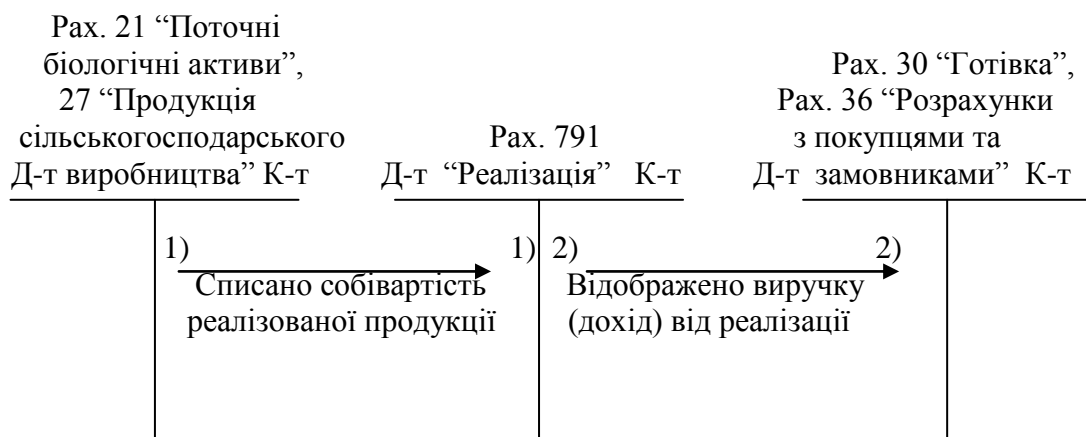 Рах. 21 “Поточні
біологічні активи”,
27 “Продукція
сільськогосподарського
Д-т виробництва” К-т
Рах. 791
Д-т “Реалізація” К-т
Рах. 30 “Готівка”,
Рах. 36 “Розрахунки
з покупцями та
Д-т замовниками” К-т
1)
1)
Списано собівартість
реалізованої продукції
2)
2)
Відображено виручку
(дохід) від реалізації